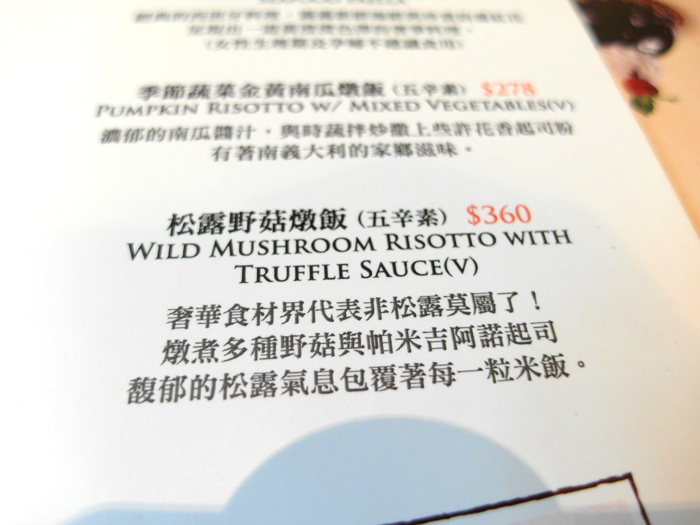 季節蔬菜金黃南瓜燉飯（五辛素） $278
PUMPKIN RISOTTO W/ MIXED VEGETABLES(V)
濃郁的南瓜醬汁，與時蔬拌炒撒上些許花香起司粉
有著南義大利的家鄉滋味。
松露野菇燉飯（五辛素） $360
WILD MUSHROOM RISOTTO WITH
TRUFFLE SAUCE(V)
奢華食材界代表非松露莫屬了！
燉煮多種野菇與帕米吉阿諾起司
馥郁的松露氣息包覆著每一粒米飯。